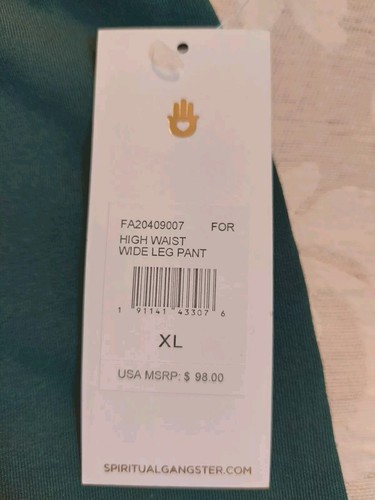 FA20409007 FOR
HIGH WAIST
WIDE LEG PANT
1 91141 43307 6
XL
USA MSRP: $ 98.00
SPIRITUALGANGSTER.COM